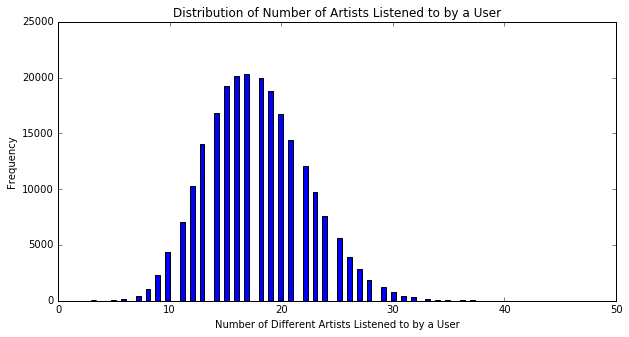 Distribution of Number of Artists Listened to by a User
25000
20000
15000
10000
5000
0
Frequency
0 10 20 30 40 50
Number of Different Artists Listened to by a User